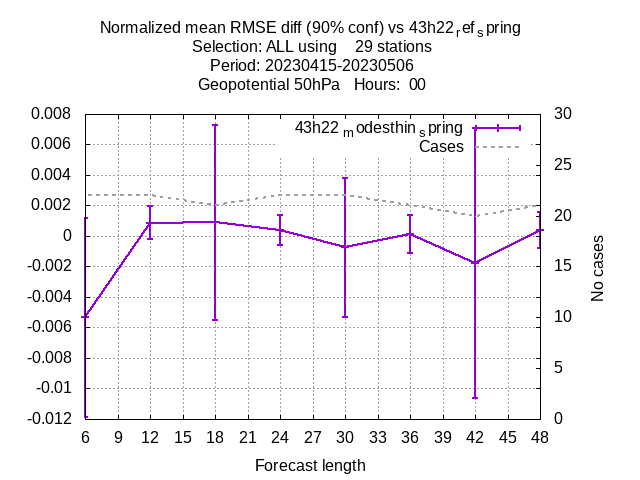 Normalized mean RMSE diff (90% conf) vs 43h22refspring
Selection: ALL using 29 stations
Period: 20230415-20230506
Geopotential 50hPa Hours: 00
43h22modesthinspring
Cases
0.008
0.006
0.004
0.002
0
-0.002
-0.004
-0.006
-0.008
-0.01
-0.012
30
25
20
15
10
5
0
No cases
6 9 12 15 18 21 24 27 30 33 36 39 42 45 48
Forecast length